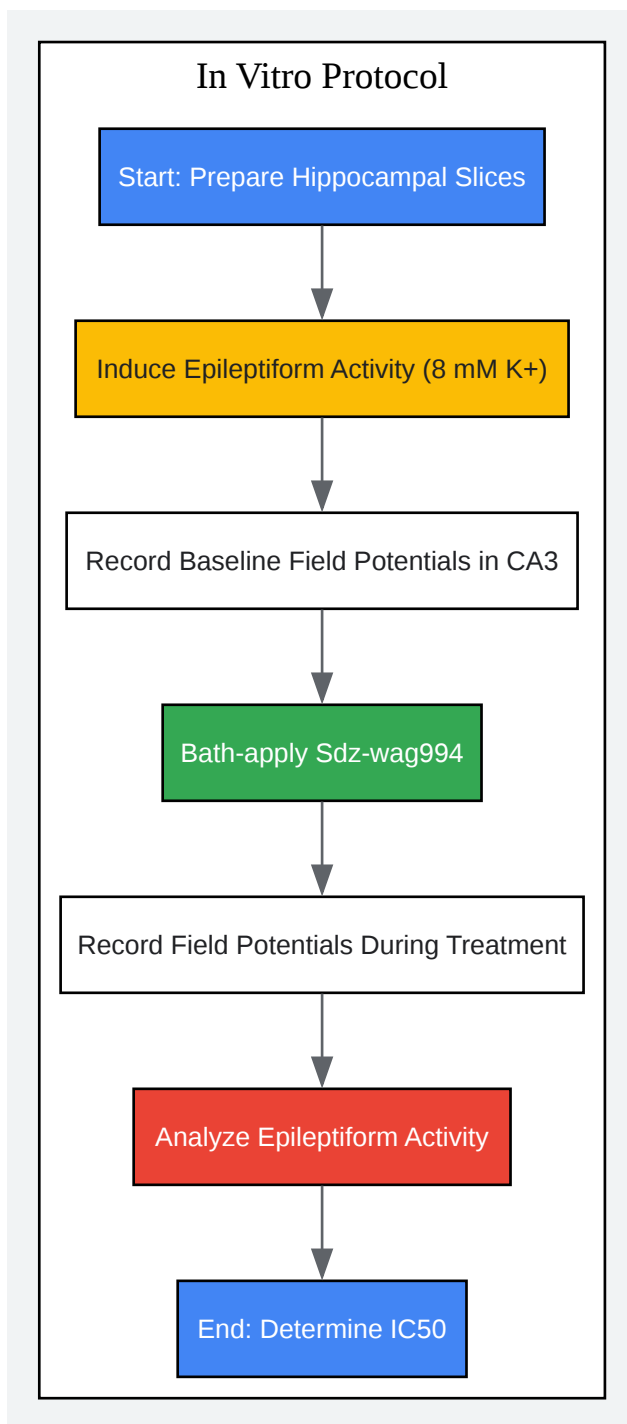 In Vitro Protocol
Start: Prepare Hippocampal Slices
Induce Epileptiform Activity (8 mM K+)
Record Baseline Field Potentials in CA3
Bath-apply Sdz-wag994
Record Field Potentials During Treatment
Analyze Epileptiform Activity
End: Determine IC50